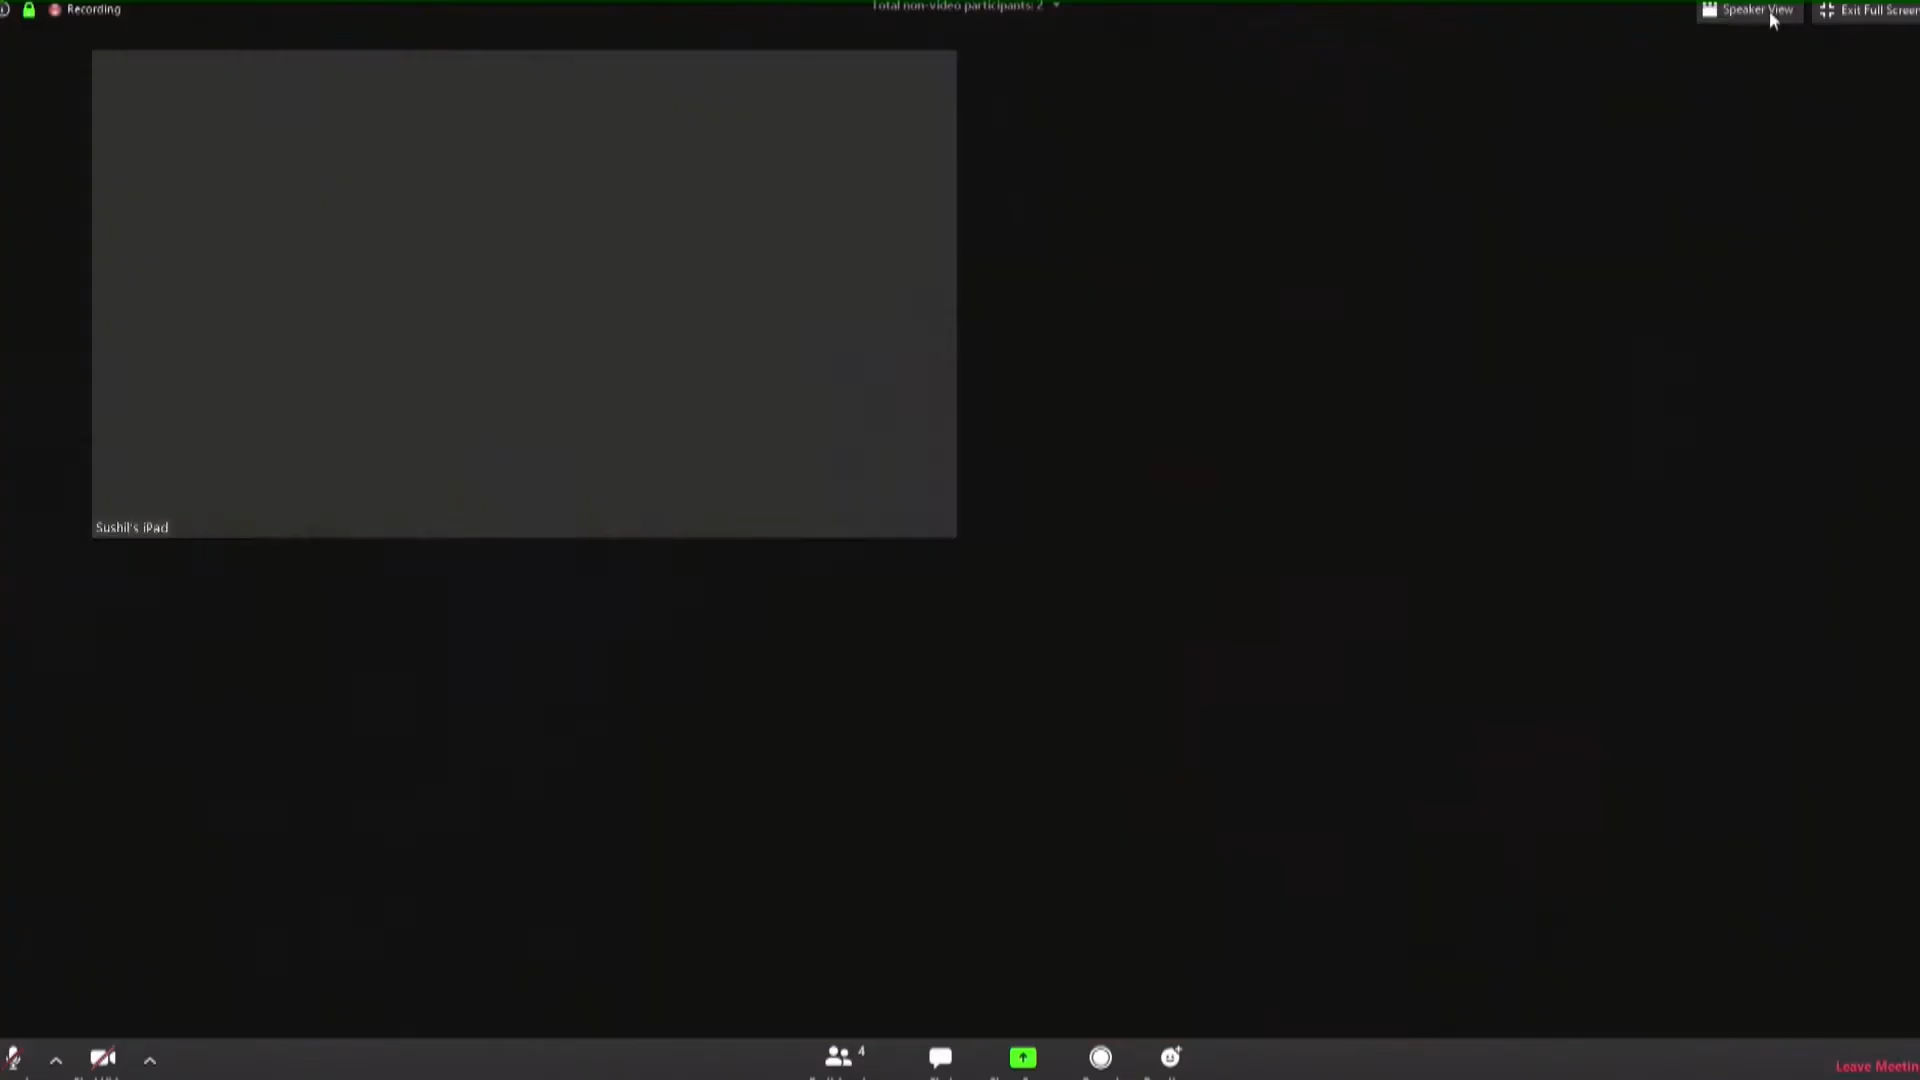 Recording
Total non-video participants: 2
Speaker View
Exit Full Screen
Sushil's iPad
4
Leave Meetin